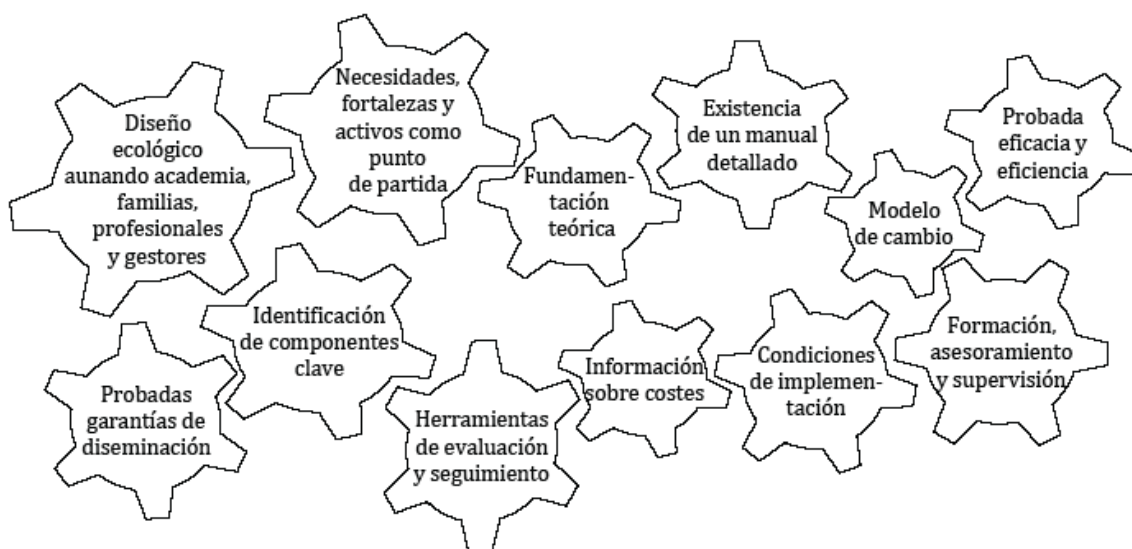 Diseño
ecológico
aunando academia,
familias,
profesionales
y gestores
Necesidades,
fortalezas y
activos como
punto
de partida
Fundamen-
tación
teórica
Existencia
de un manual
detallado
Modelo
de cambio
Probada
eficacia y
eficiencia
Probadas
garantías de
diseminación
Identificación
de componentes
clave
Herramientas
de evaluación
y seguimiento
Información
sobre costes
Condiciones
de implemen-
tación
Formación,
asesoramiento
y supervisión